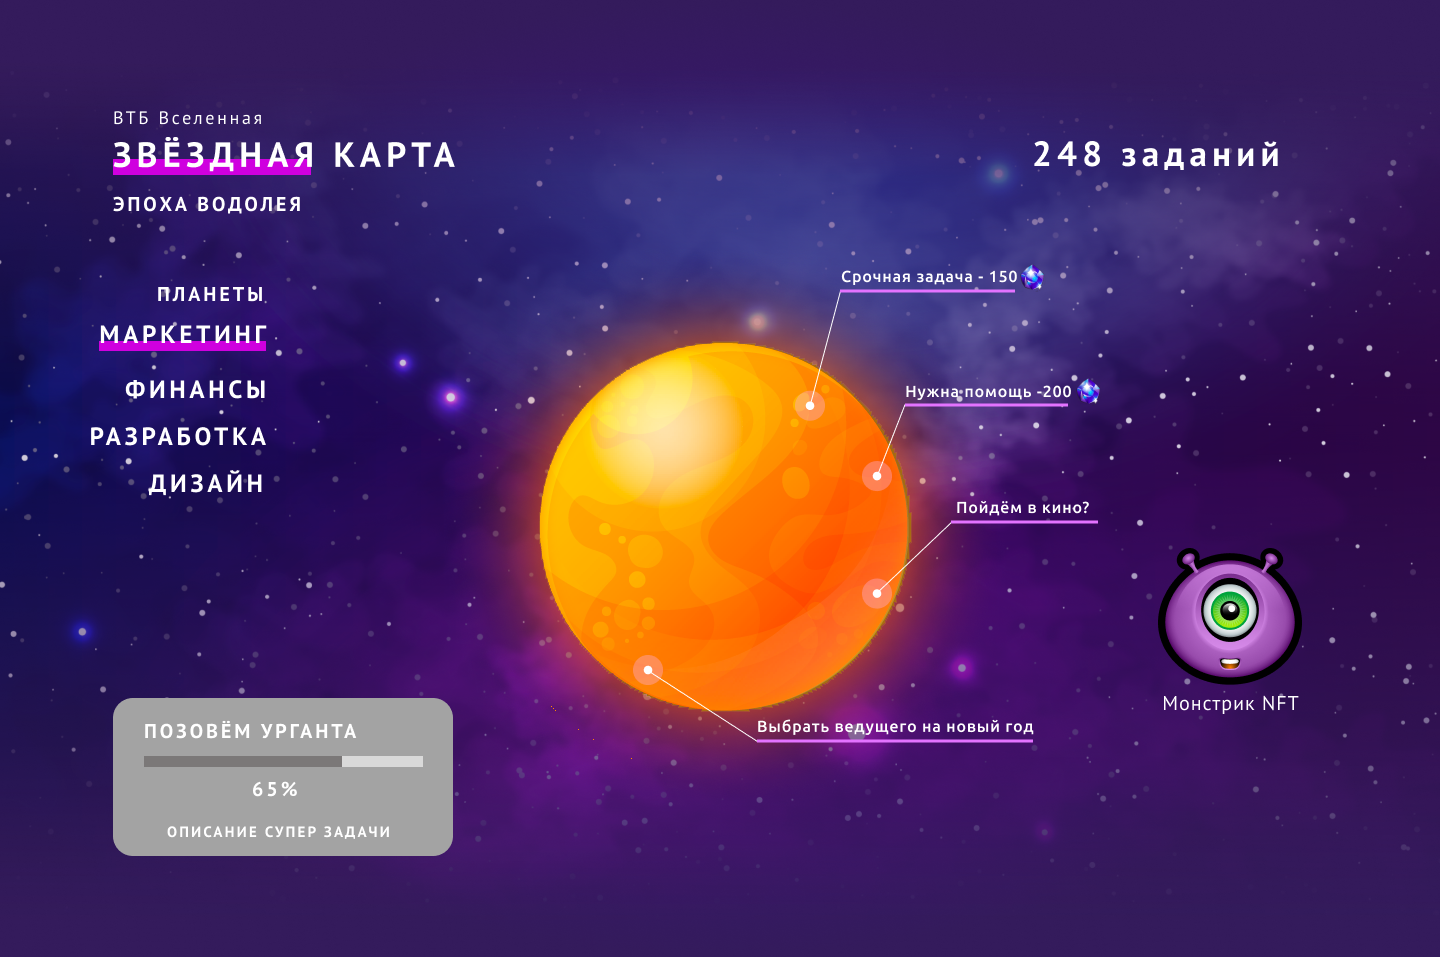 ВТБ Вселенная
ЗВЁЗДНАЯ КАРТА
248 заданий
ЭПОХА ВОДОЛЕЯ
ПЛАНЕТЫ
МАРКЕТИНГ
ФИНАНСЫ
РАЗРАБОТКА
ДИЗАЙН
Срочная задача - 150
Нужна помощь -200
Пойдём в кино?
Выбрать ведущего на новый год
Монстрик NFT
ПОЗОВЁМ УРГАНТА
65%
ОПИСАНИЕ СУПЕР ЗАДАЧИ